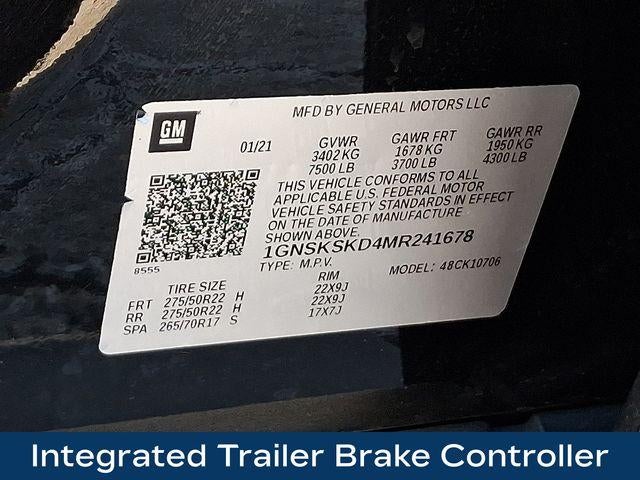 GM
MFD BY GENERAL MOTORS LLC
01/21
GVWR
3402 KG
7500 LB
GAWR FRT
1678 KG
3700 LB
GAWR RR
1950 KG
4300 LB
THIS VEHICLE CONFORMS TO ALL
APPLICABLE U.S. FEDERAL MOTOR
VEHICLE SAFETY STANDARDS IN EFFECT
ON THE DATE OF MANUFACTURE
SHOWN ABOVE.
1GNSKSKD4MR241678
TYPE: M.P.V.
MODEL: 48CK10706
8555
TIRE SIZE
RIM
FRT 275/50R22 H 22X9J
RR 275/50R22 H 22X9J
SPA 265/70R17 S 17X7J
Integrated Trailer Brake Controller